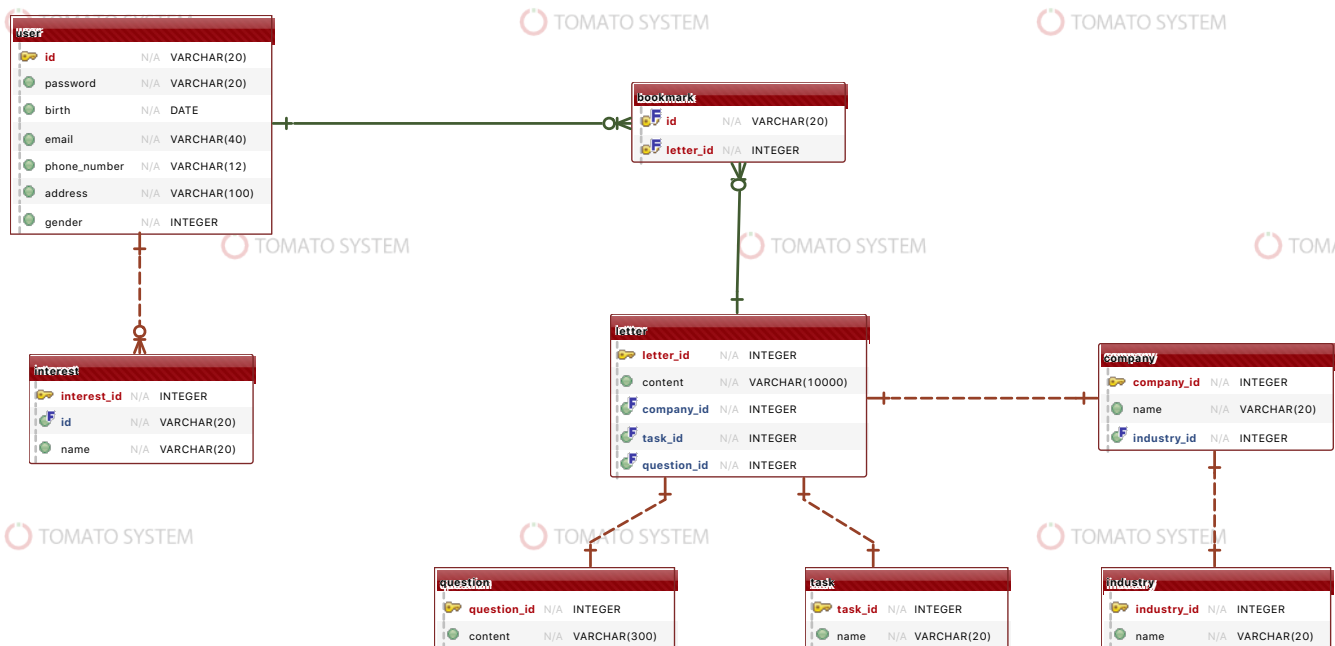 TOMATO SYSTEM
TOMATO SYSTEM
TOMATO SYSTEM
user
id N/A VARCHAR(20)
password N/A VARCHAR(20)
birth N/A DATE
email N/A VARCHAR(40)
phone_number N/A VARCHAR(12)
address N/A VARCHAR(100)
gender N/A INTEGER
bookmark
id N/A VARCHAR(20)
letter_id N/A INTEGER
TOMATO SYSTEM
TOMATO SYSTEM
TOMA
interest
interest_id N/A INTEGER
id N/A VARCHAR(20)
name N/A VARCHAR(20)
letter
letter_id N/A INTEGER
content N/A VARCHAR(10000)
company_id N/A INTEGER
task_id N/A INTEGER
question_id N/A INTEGER
company
company_id N/A INTEGER
name N/A VARCHAR(20)
industry_id N/A INTEGER
TOMATO SYSTEM
TOMATO SYSTEM
TOMATO SYSTEM
question
question_id N/A INTEGER
content N/A VARCHAR(300)
task
task_id N/A INTEGER
name N/A VARCHAR(20)
industry
industry_id N/A INTEGER
name N/A VARCHAR(20)